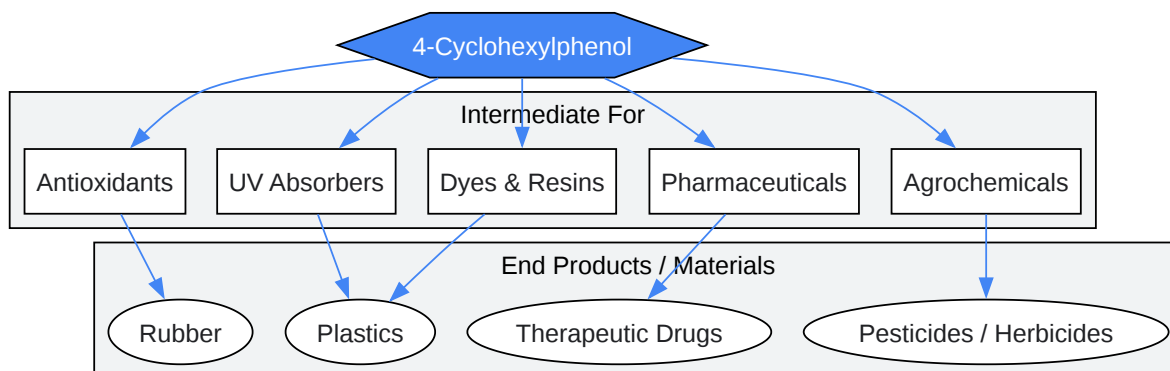 4-Cyclohexylphenol
Intermediate For
Antioxidants
UV Absorbers
Dyes & Resins
Pharmaceuticals
Agrochemicals
End Products / Materials
Rubber
Plastics
Therapeutic Drugs
Pesticides / Herbicides